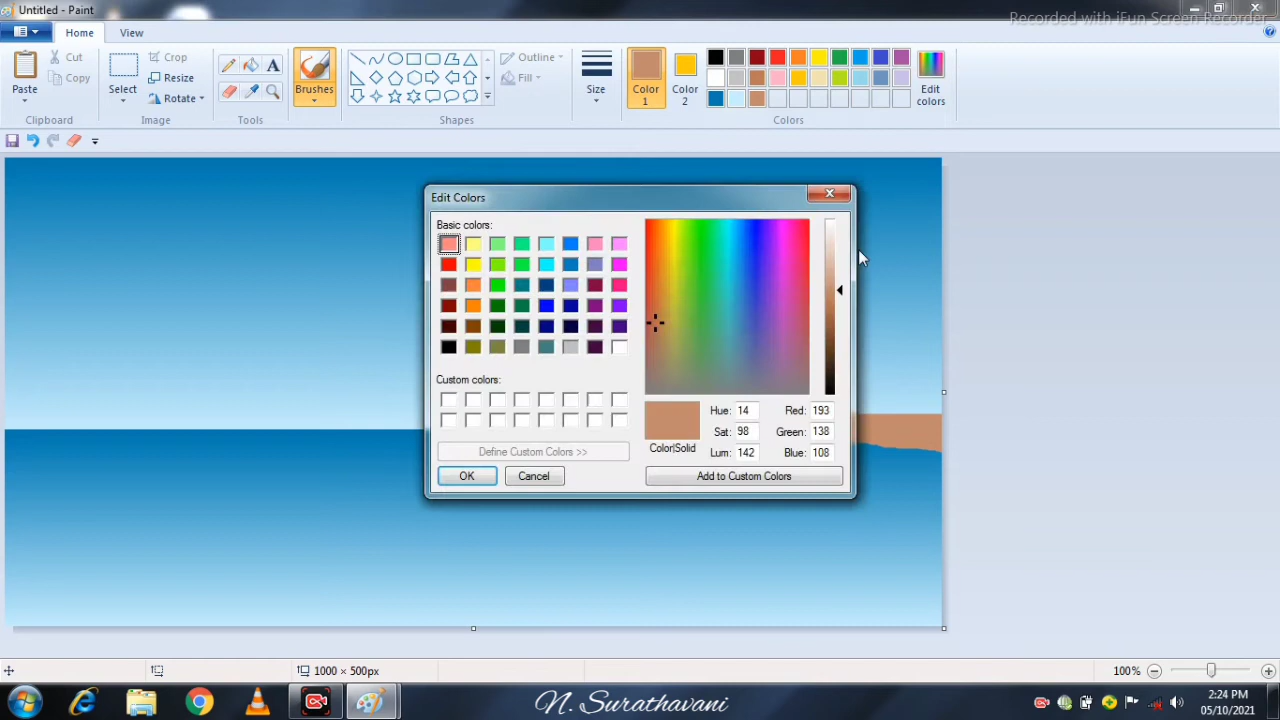 Untitled - Paint
Recorded with iFun Screen Recorder
Home View
Paste
Cut
Copy
Clipboard
Select
Crop
Resize
Rotate
Image
A
Tools
Brushes
Outline
Fill
Shapes
Size
Color 1
Color 2
Edit colors
Colors
Edit Colors
Basic colors:
Custom colors:
Define Custom Colors >>
OK Cancel
Color|Solid
Hue: 14 Red: 193
Sat: 98 Green: 138
Lum: 142 Blue: 108
Add to Custom Colors
1000 × 500px
100%
N. Surathavani
2:24 PM
05/10/2021